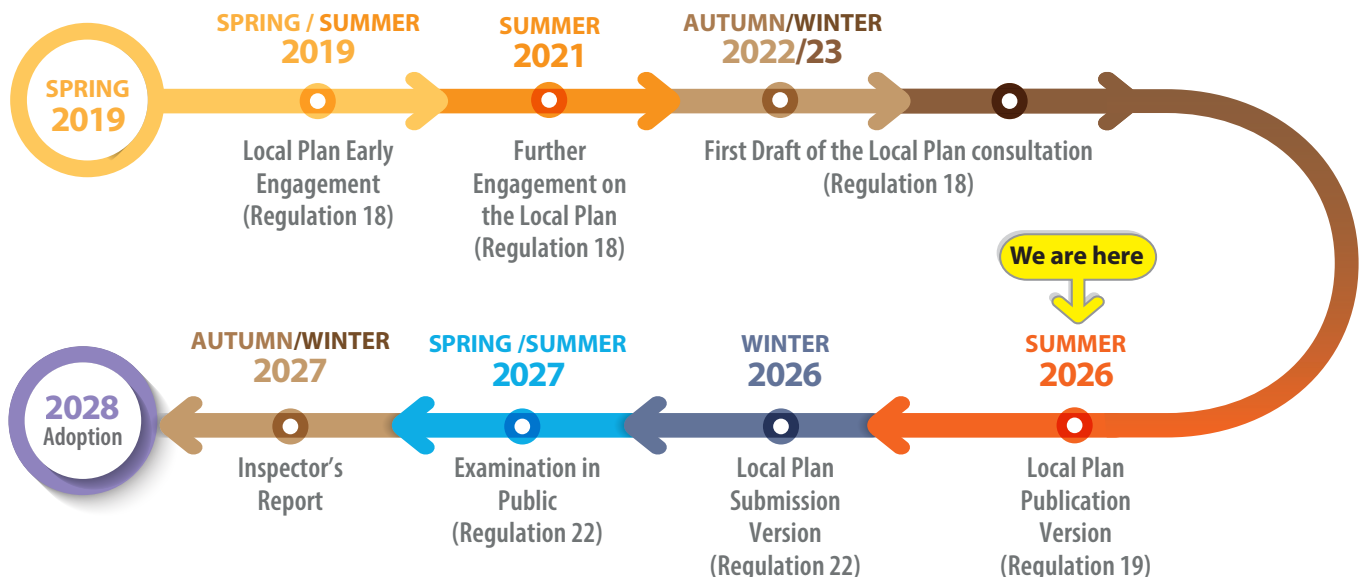 SPRING
2019
SPRING / SUMMER
2019
Local Plan Early
Engagement
(Regulation 18)
SUMMER
2021
Further
Engagement on
the Local Plan
(Regulation 18)
AUTUMN/WINTER
2022/23
First Draft of the Local Plan consultation
(Regulation 18)
We are here
SUMMER
2026
Local Plan
Publication
Version
(Regulation 19)
WINTER
2026
Local Plan
Submission
Version
(Regulation 22)
SPRING /SUMMER
2027
Examination in
Public
(Regulation 22)
AUTUMN/WINTER
2027
Inspector’s
Report
2028
Adoption